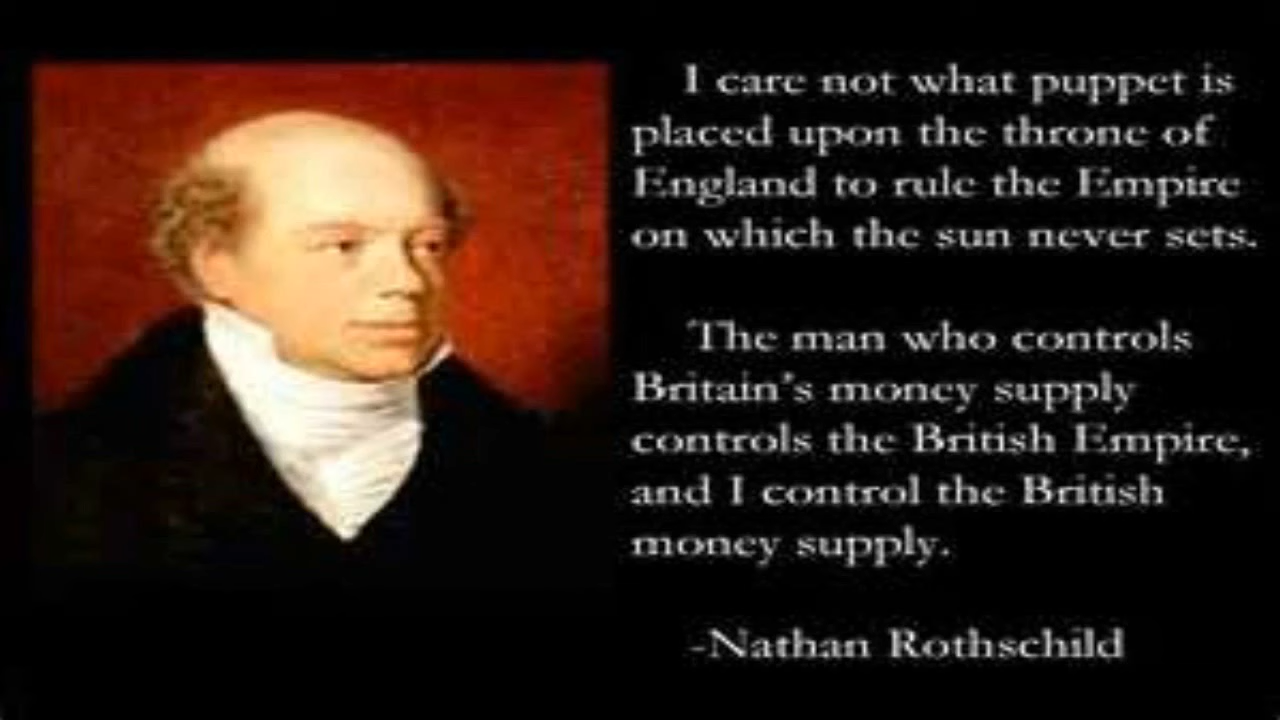 I care not what puppet is
placed upon the throne of
England to rule the Empire
on which the sun never sets.
The man who controls
Britain's money supply
controls the British Empire,
and I control the British
money supply.
-Nathan Rothschild